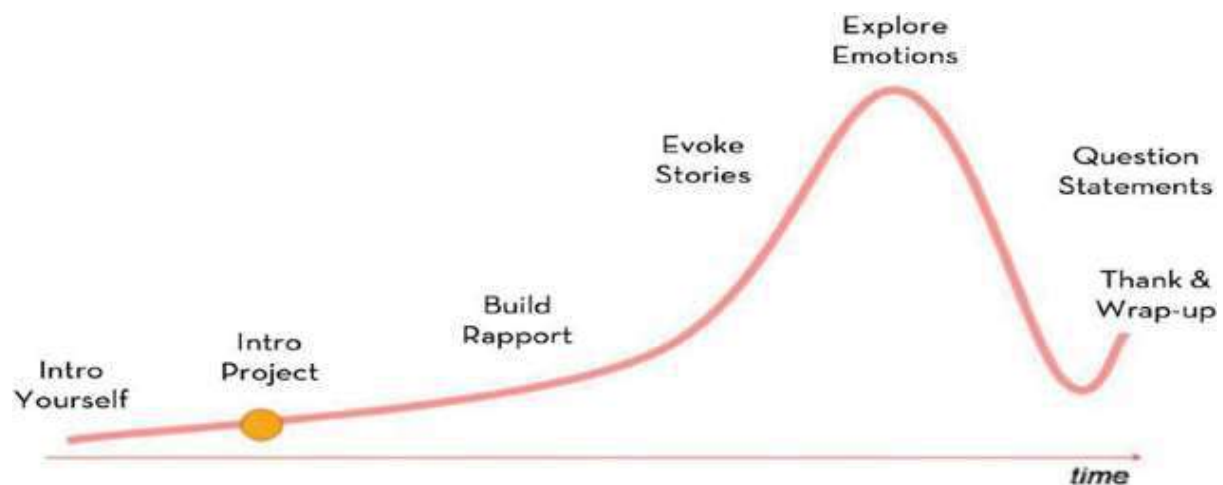 Explore
Emotions
Evoke
Stories
Question
Statements
Build
Rapport
Thank &
Wrap-up
Intro
Project
Intro
Yourself
time